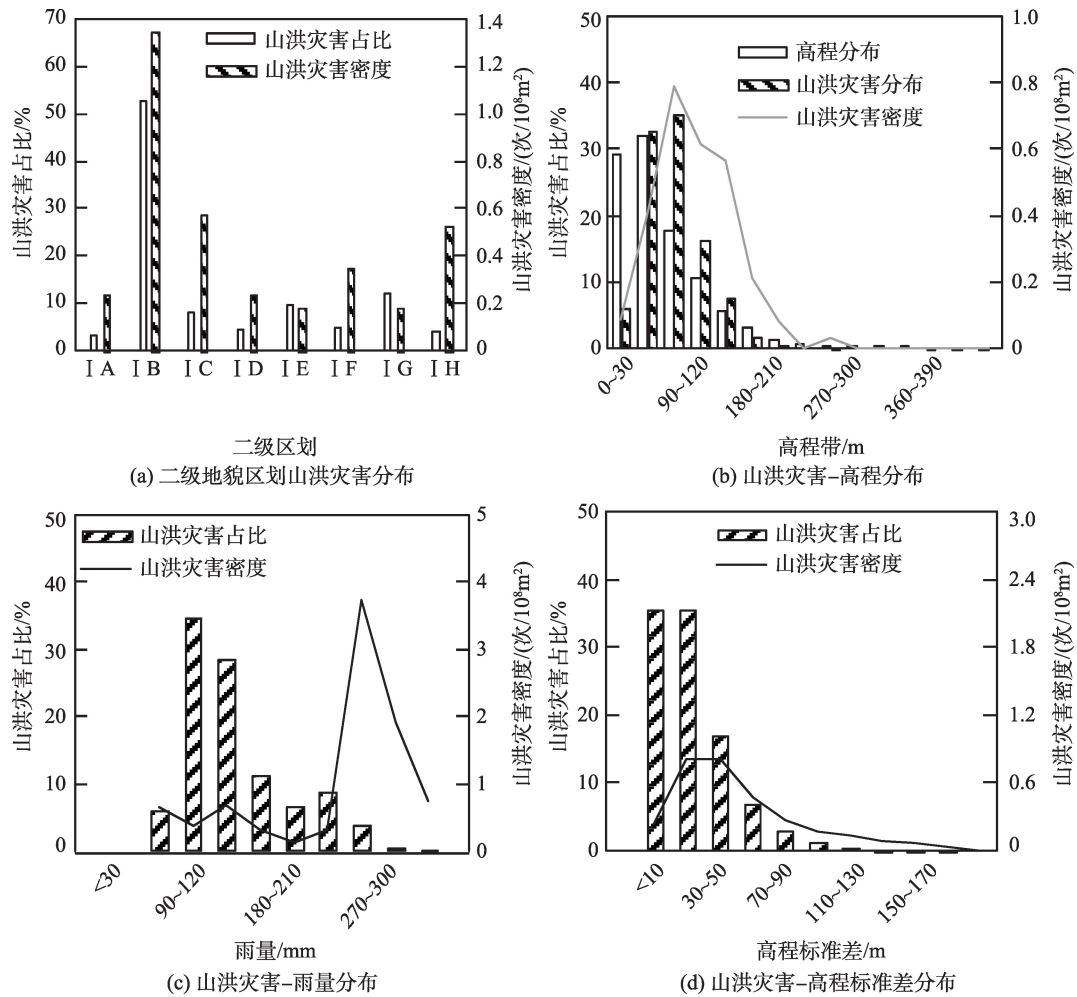 70
60
50
40
30
20
10
0
山洪灾害占比/%
山洪灾害占比
山洪灾害密度
1.4
1.2
1.0
0.8
0.6
0.4
0.2
0
山洪灾害密度/(次/10⁸m²)
ⅠA ⅠB ⅠC ⅠD ⅠE ⅠF ⅠG ⅠH
二级区划
(a) 二级地貌区划山洪灾害分布
50
40
30
20
10
0
山洪灾害占比/%
高程分布
山洪灾害分布
山洪灾害密度
1.0
0.8
0.6
0.4
0.2
0
山洪灾害密度/(次/10⁸m²)
0~30 90~120 180~210 270~300 360~390
高程带/m
(b) 山洪灾害–高程分布
50
40
30
20
10
0
山洪灾害占比/%
山洪灾害占比
山洪灾害密度
5
4
3
2
1
0
山洪灾害密度/(次/10⁸m²)
<30 90~120 180~210 270~300
雨量/mm
(c) 山洪灾害–雨量分布
50
40
30
20
10
0
山洪灾害占比/%
山洪灾害占比
山洪灾害密度
3.0
2.4
1.8
1.2
0.6
0
山洪灾害密度/(次/10⁸m²)
<10 30~50 70~90 110~130 150~170
高程标准差/m
(d) 山洪灾害–高程标准差分布